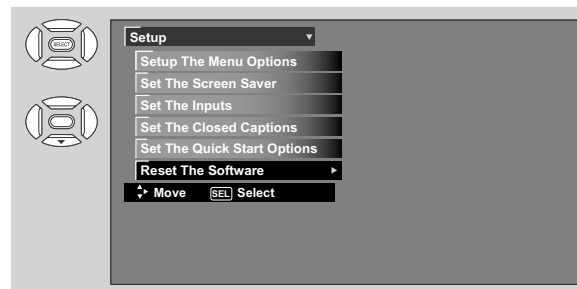 SELECT
Setup
Setup The Menu Options
Set The Screen Saver
Set The Inputs
Set The Closed Captions
Set The Quick Start Options
Reset The Software
Move SEL Select